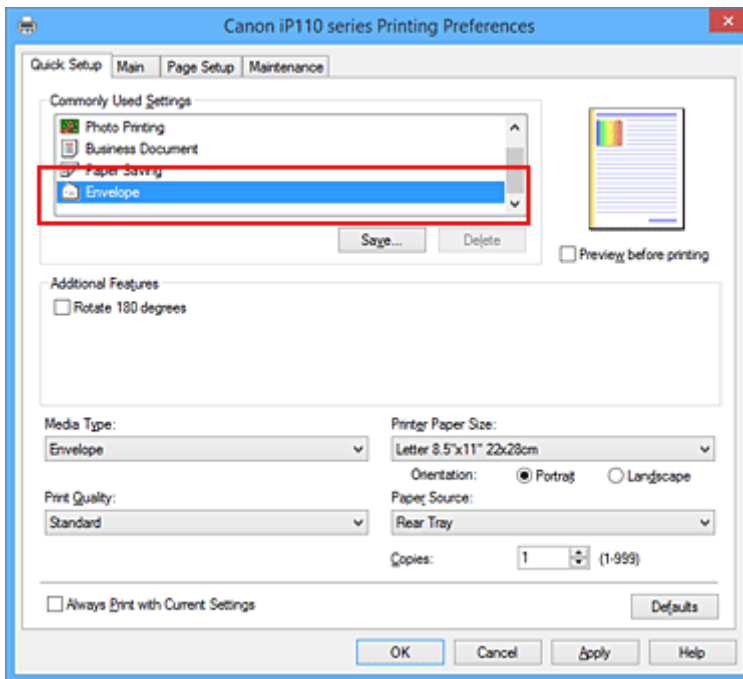 Canon iP110 series Printing Preferences
Quick Setup Main Page Setup Maintenance
Commonly Used Settings
Photo Printing
Business Document
Paper Saving
Envelope
Save... Delete
Preview before printing
Additional Features
Rotate 180 degrees
Media Type: Printer Paper Size:
Envelope Letter 8.5"x11" 22x28cm
Orientation: Portrait Landscape
Print Quality: Paper Source:
Standard Rear Tray
Copies: 1 (1-999)
Always Print with Current Settings Defaults
OK Cancel Apply Help